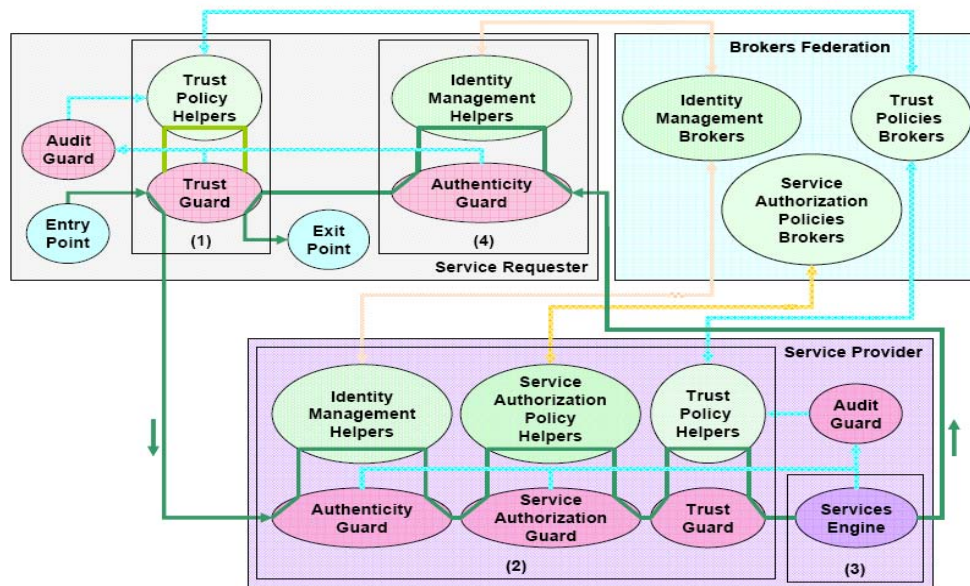 Brokers Federation
Trust
Policy
Helpers
Identity
Management
Helpers
Identity
Management
Brokers
Trust
Policies
Brokers
Audit
Guard
Service
Authorization
Policies
Brokers
Trust
Guard
Authenticity
Guard
Entry
Point
Exit
Point
(1)
(4)
Service Requester
Service Provider
Identity
Management
Helpers
Service
Authorization
Policy
Helpers
Trust
Policy
Helpers
Audit
Guard
Authenticity
Guard
Service
Authorization
Guard
Trust
Guard
Services
Engine
(2)
(3)